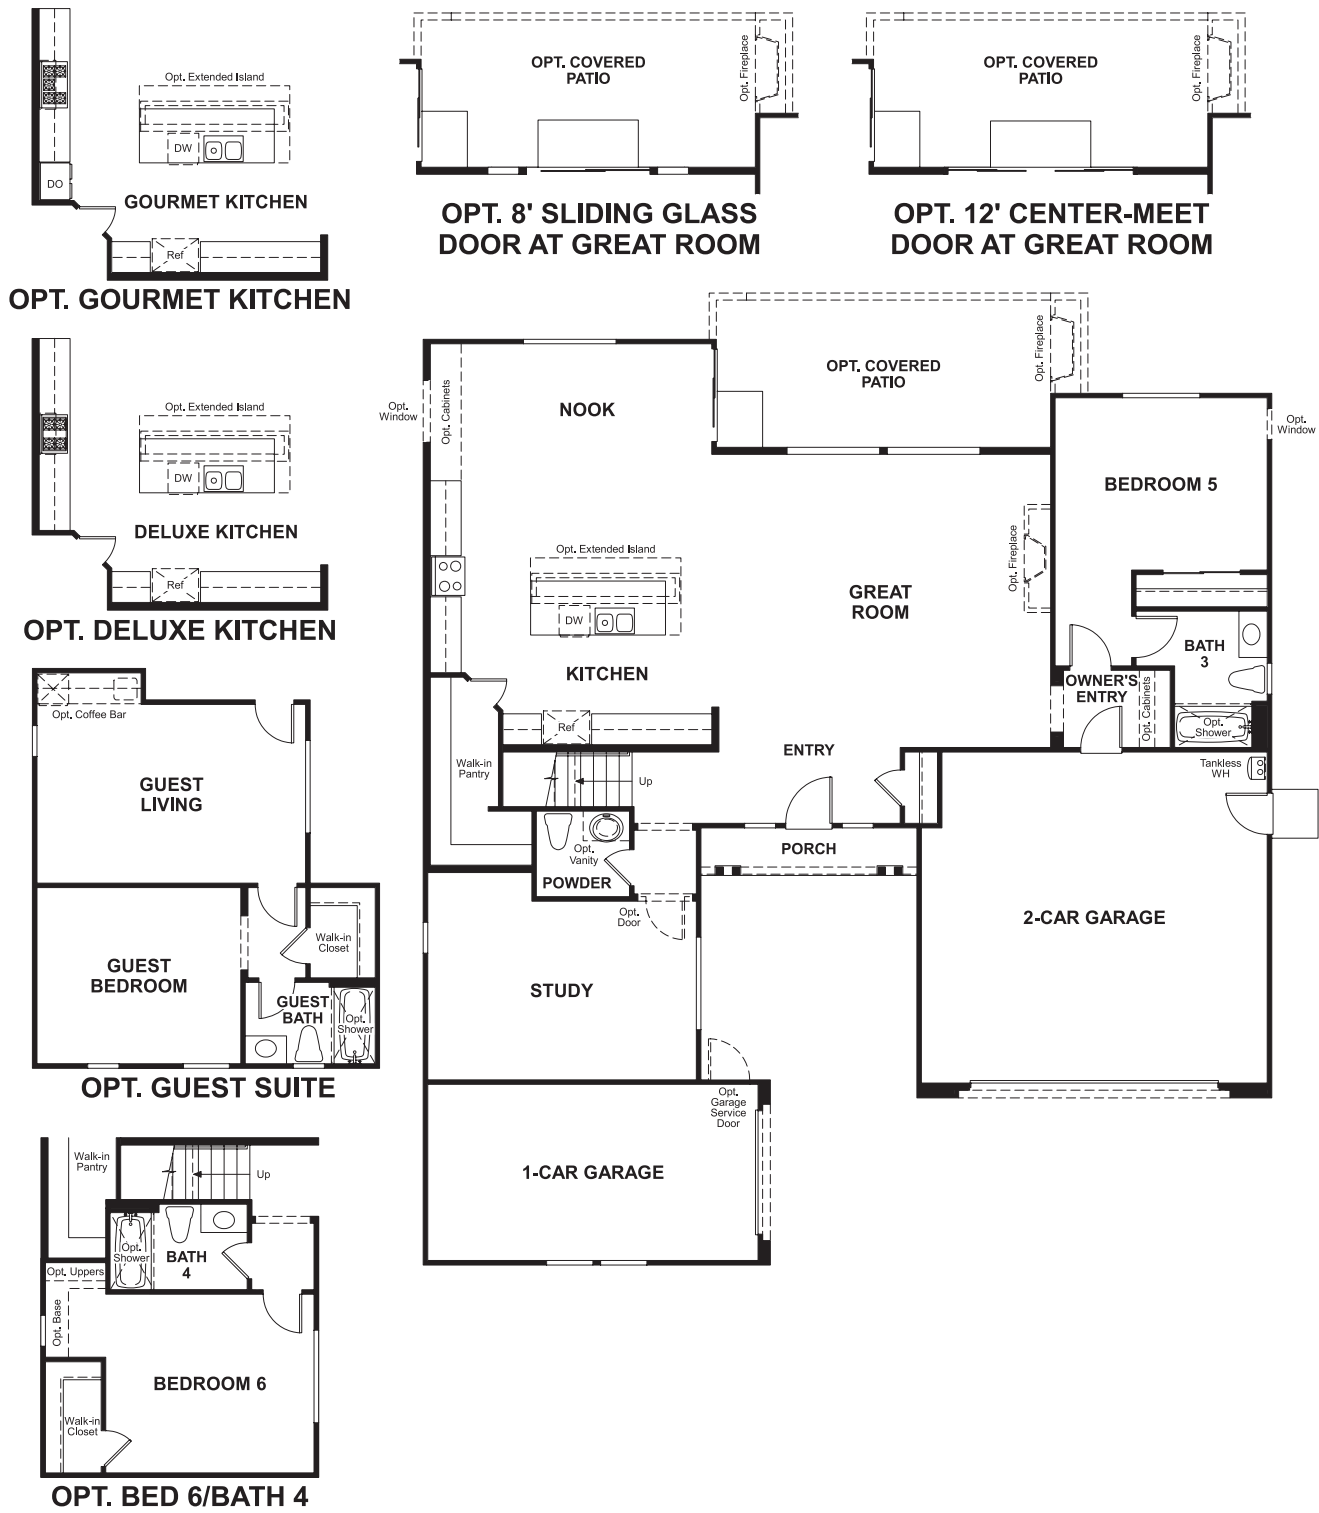 Opt. Extended Island
DW
DO
GOURMET KITCHEN
Ref
OPT. GOURMET KITCHEN
OPT. COVERED
PATIO
Opt. Fireplace
OPT. 8' SLIDING GLASS
DOOR AT GREAT ROOM
OPT. COVERED
PATIO
Opt. Fireplace
OPT. 12' CENTER-MEET
DOOR AT GREAT ROOM
Opt. Extended Island
DW
DELUXE KITCHEN
Ref
OPT. DELUXE KITCHEN
Opt. Coffee Bar
GUEST
LIVING
Walk-in
Closet
GUEST
BEDROOM
GUEST
BATH
Opt.
Shower
OPT. GUEST SUITE
Walk-in
Pantry
Up
Opt.
Shower
BATH
4
Opt. Uppers
Opt. Base
BEDROOM 6
Walk-in
Closet
OPT. BED 6/BATH 4
OPT. COVERED
PATIO
Opt. Fireplace
Opt.
Window
Opt. Cabinets
NOOK
Opt.
Window
BEDROOM 5
Opt. Extended Island
DW
Opt. Fireplace
GREAT
ROOM
KITCHEN
BATH
3
OWNER'S
ENTRY
Opt. Cabinets
Opt.
Shower
Ref
Walk-in
Pantry
Up
ENTRY
Tankless
WH
Opt.
Vanity
POWDER
PORCH
Opt.
Door
2-CAR GARAGE
STUDY
Opt.
Garage
Service
Door
1-CAR GARAGE